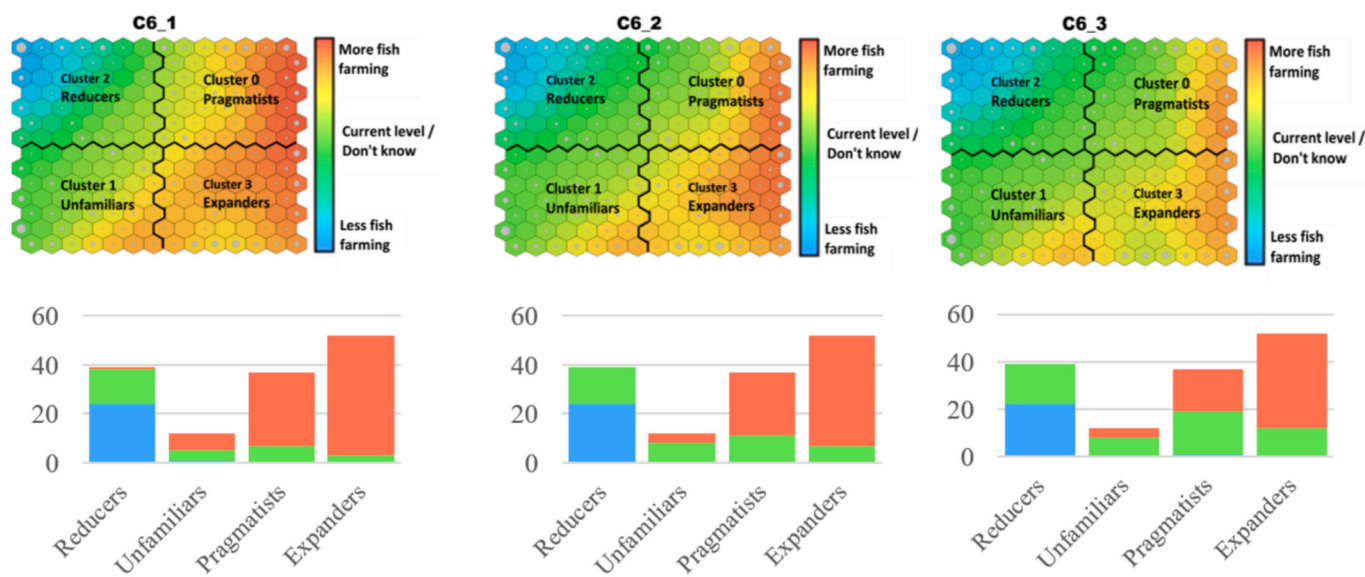 C6_1
Cluster 2
Reducers
Cluster 0
Pragmatists
Cluster 1
Unfamiliars
Cluster 3
Expanders
More fish
farming
Current level /
Don't know
Less fish
farming
C6_2
Cluster 2
Reducers
Cluster 0
Pragmatists
Cluster 1
Unfamiliars
Cluster 3
Expanders
More fish
farming
Current level /
Don't know
Less fish
farming
C6_3
Cluster 2
Reducers
Cluster 0
Pragmatists
Cluster 1
Unfamiliars
Cluster 3
Expanders
More fish
farming
Current level /
Don't know
Less fish
farming
60
40
20
0
Reducers
Unfamiliars
Pragmatists
Expanders
60
40
20
0
Reducers
Unfamiliars
Pragmatists
Expanders
60
40
20
0
Reducers
Unfamiliars
Pragmatists
Expanders